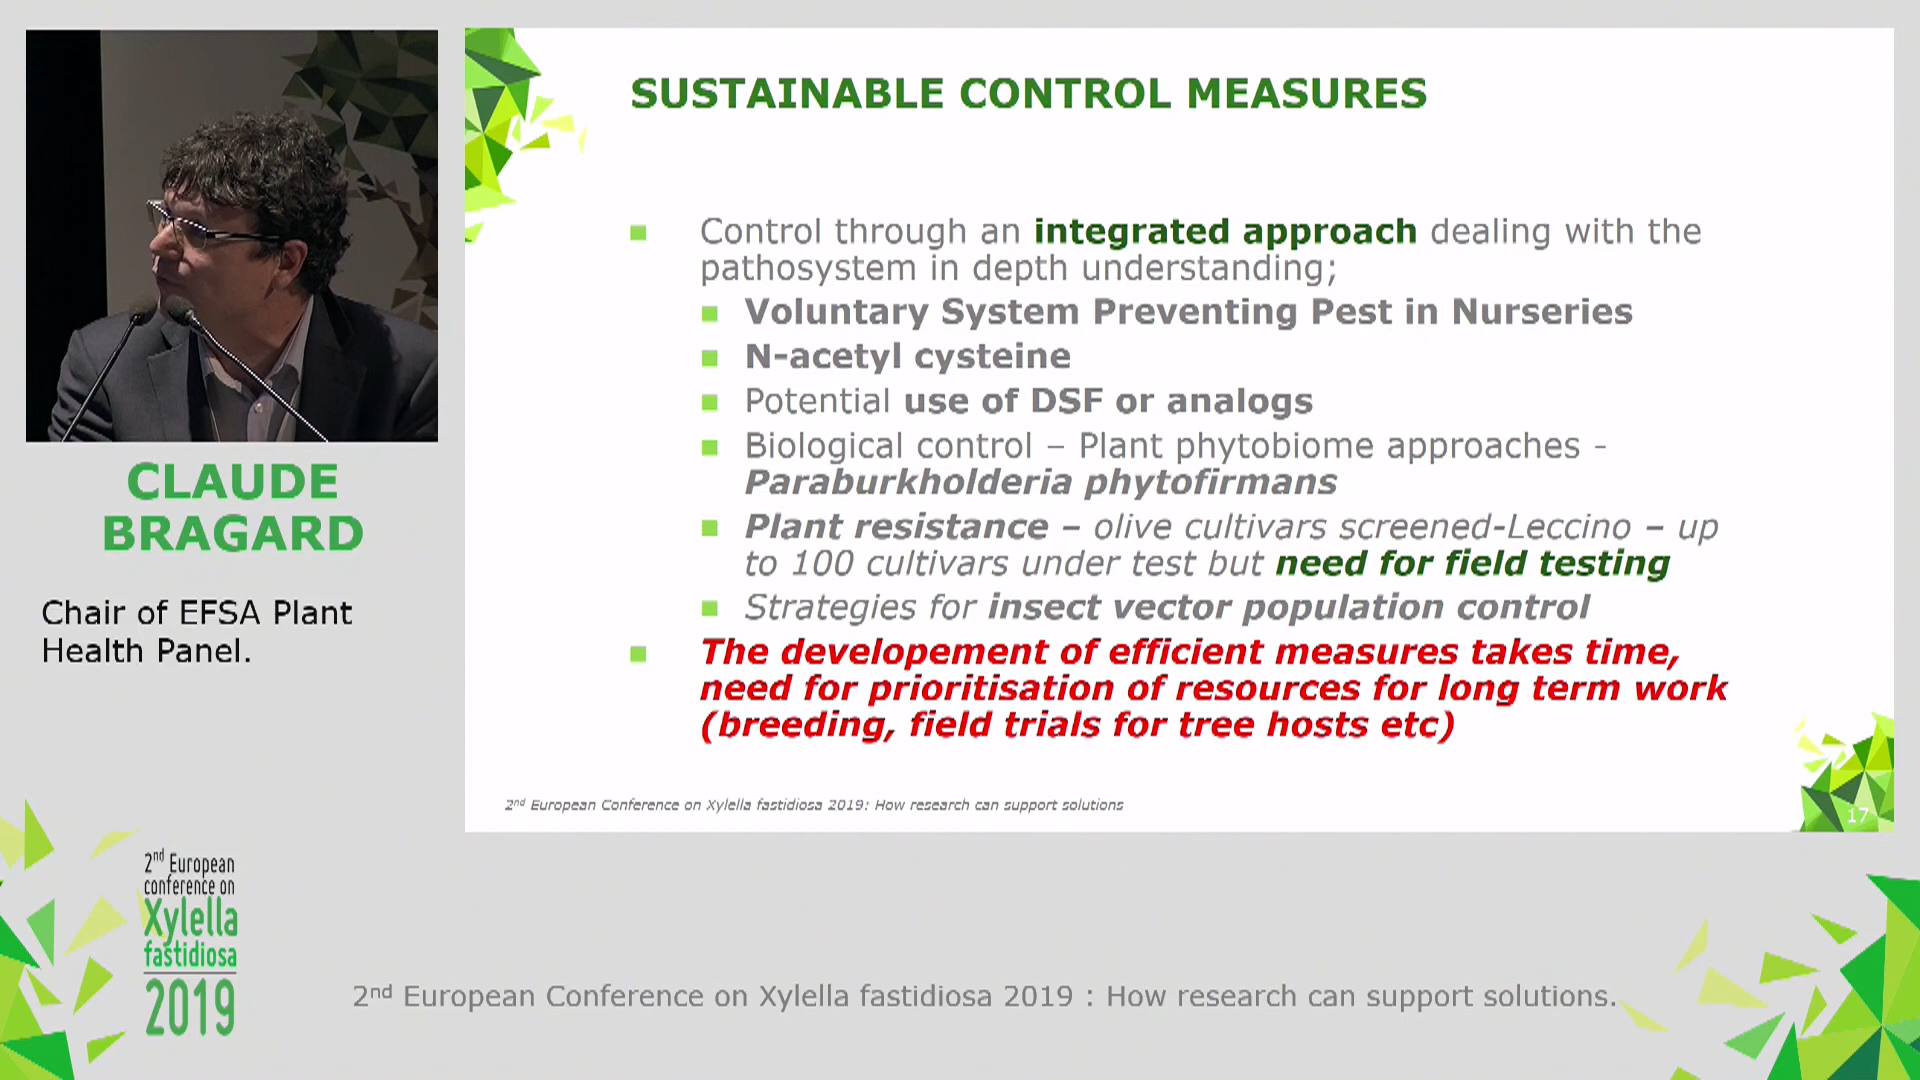 SUSTAINABLE CONTROL MEASURES
Control through an integrated approach dealing with the
pathosystem in depth understanding;
Voluntary System Preventing Pest in Nurseries
N-acetyl cysteine
Potential use of DSF or analogs
Biological control – Plant phytobiome approaches -
Paraburkholderia phytofirmans
Plant resistance – olive cultivars screened-Leccino – up
to 100 cultivars under test but need for field testing
Strategies for insect vector population control
The developement of efficient measures takes time,
need for prioritisation of resources for long term work
(breeding, field trials for tree hosts etc)
2nd European Conference on Xylella fastidiosa 2019: How research can support solutions
17
CLAUDE
BRAGARD
Chair of EFSA Plant
Health Panel.
2nd European
conference on
Xylella
fastidiosa
2019
2nd European Conference on Xylella fastidiosa 2019 : How research can support solutions.